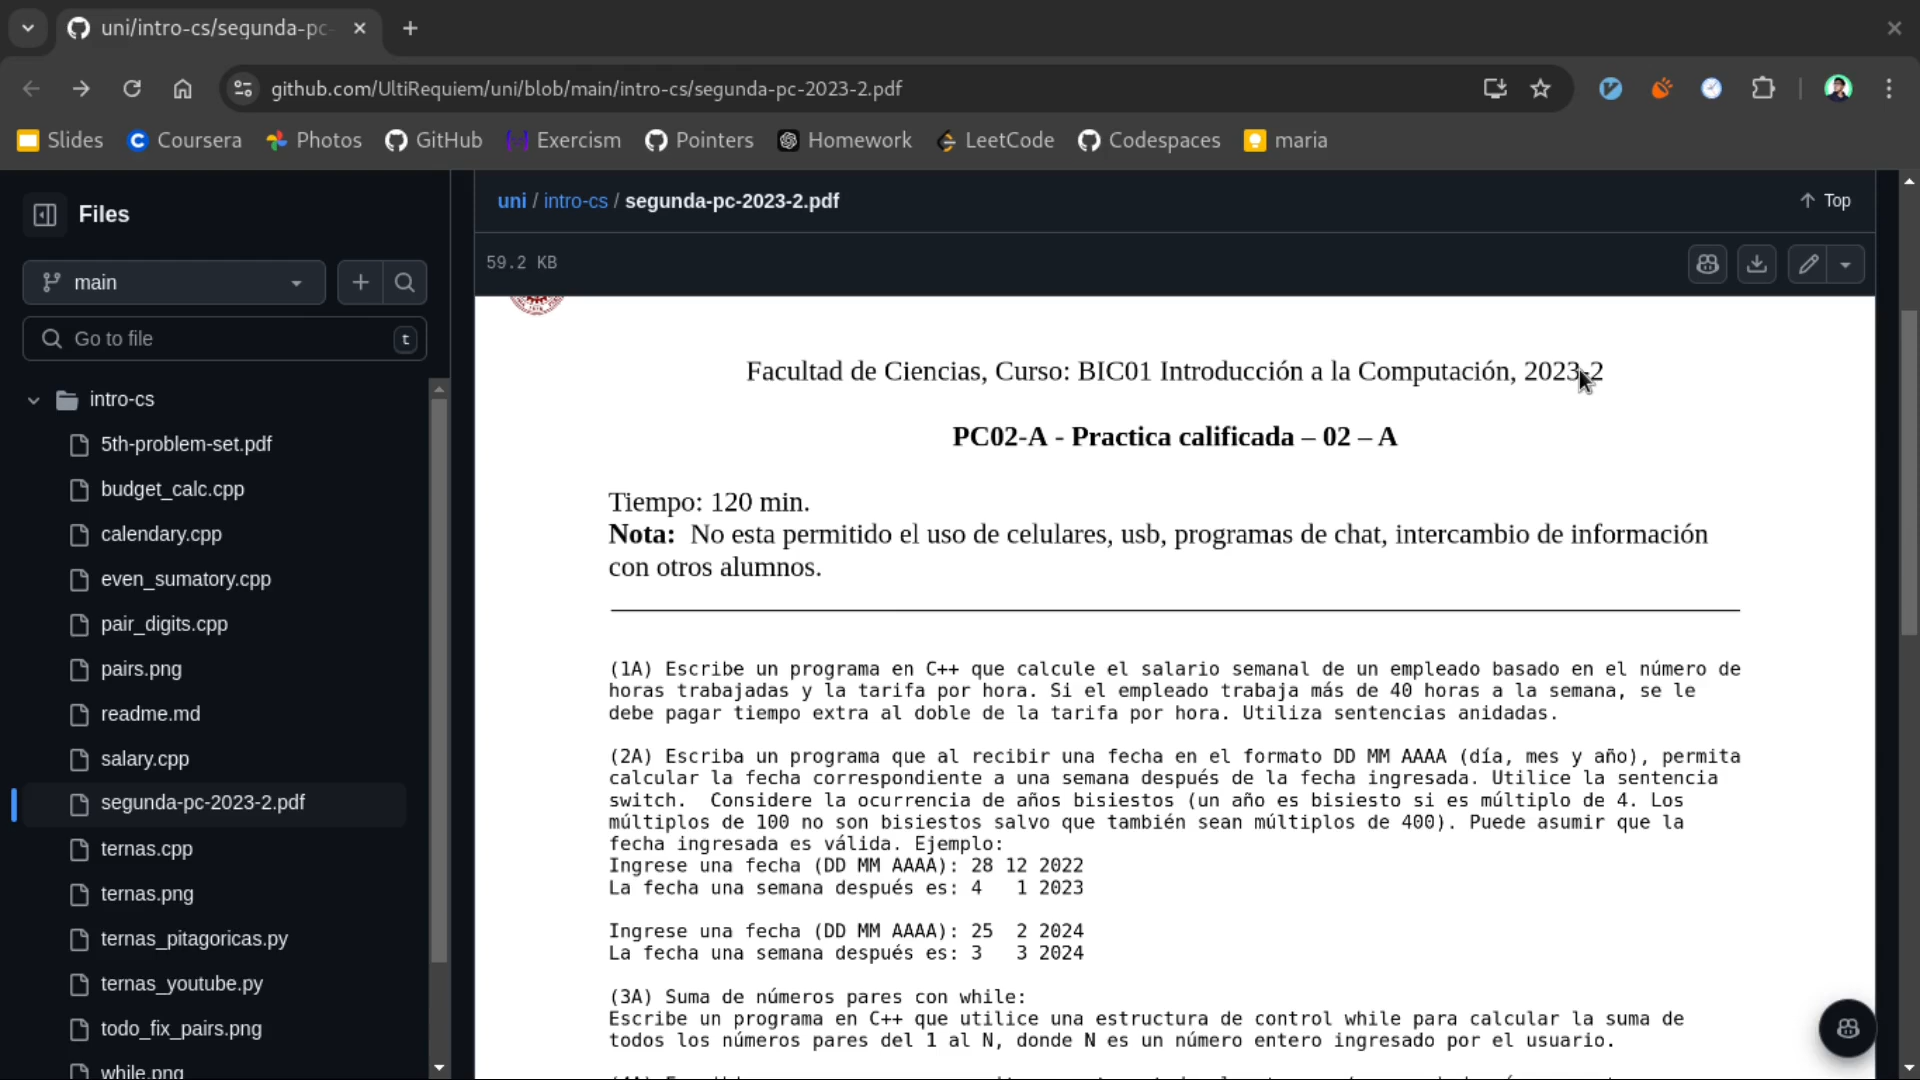 uni/intro-cs/segunda-pc-
github.com/UltiRequiem/uni/blob/main/intro-cs/segunda-pc-2023-2.pdf
Slides Coursera Photos GitHub Exercism Pointers Homework LeetCode Codespaces maria
Files
main
Go to file
t
intro-cs
5th-problem-set.pdf
budget_calc.cpp
calendary.cpp
even_sumatory.cpp
pair_digits.cpp
pairs.png
readme.md
salary.cpp
segunda-pc-2023-2.pdf
ternas.cpp
ternas.png
ternas_pitagoricas.py
ternas_youtube.py
todo_fix_pairs.png
while.png
uni / intro-cs / segunda-pc-2023-2.pdf
Top
59.2 KB
Facultad de Ciencias, Curso: BIC01 Introducción a la Computación, 2023-2
PC02-A - Practica calificada – 02 – A
Tiempo: 120 min.
Nota: No esta permitido el uso de celulares, usb, programas de chat, intercambio de información
con otros alumnos.
(1A) Escribe un programa en C++ que calcule el salario semanal de un empleado basado en el número de
horas trabajadas y la tarifa por hora. Si el empleado trabaja más de 40 horas a la semana, se le
debe pagar tiempo extra al doble de la tarifa por hora. Utiliza sentencias anidadas.
(2A) Escriba un programa que al recibir una fecha en el formato DD MM AAAA (día, mes y año), permita
calcular la fecha correspondiente a una semana después de la fecha ingresada. Utilice la sentencia
switch. Considere la ocurrencia de años bisiestos (un año es bisiesto si es múltiplo de 4. Los
múltiplos de 100 no son bisiestos salvo que también sean múltiplos de 400). Puede asumir que la
fecha ingresada es válida. Ejemplo:
Ingrese una fecha (DD MM AAAA): 28 12 2022
La fecha una semana después es: 4 1 2023
Ingrese una fecha (DD MM AAAA): 25 2 2024
La fecha una semana después es: 3 3 2024
(3A) Suma de números pares con while:
Escribe un programa en C++ que utilice una estructura de control while para calcular la suma de
todos los números pares del 1 al N, donde N es un número entero ingresado por el usuario.